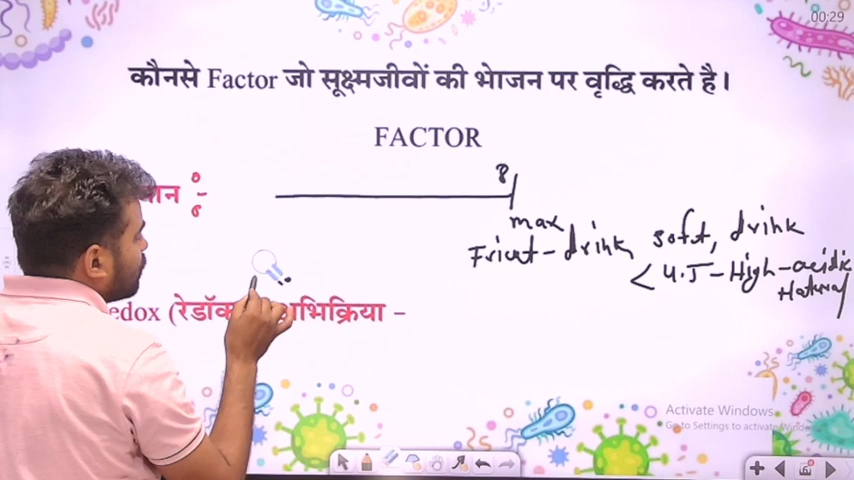 00:29
कौनसे Factor जो सूक्ष्मजीवों की भोजन पर वृद्धि करते है।
FACTOR
8
max
Friut-drink, soft, drink
< 4.5-High-acidic
edox (रेडॉक भिक्रिया -
Activate Windows
Go to Settings to activate Windows